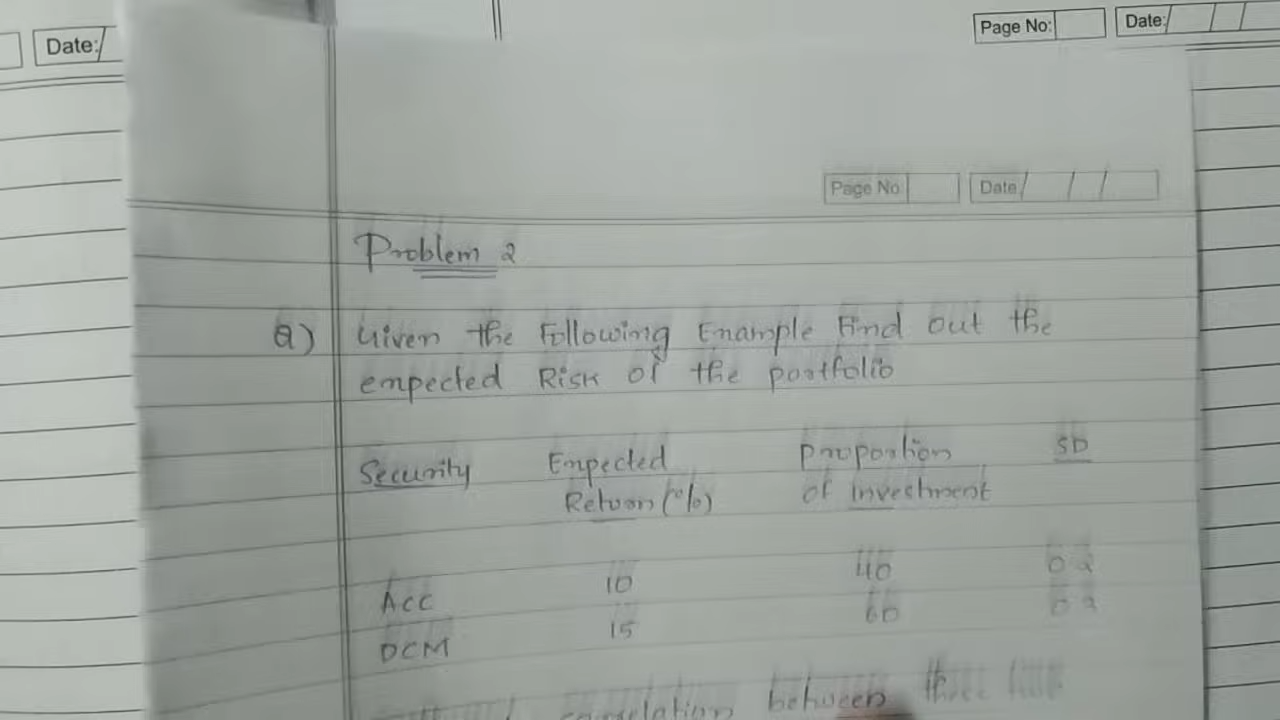 Date:
Page No: Date:
Page No Date
Problem 2
Q) Given the Following Example Find out the
expected Risk of the portfolio
Security Expected Proportion SD
Return (%) of investment
ACC 10 40
DCM 15 60
correlation between